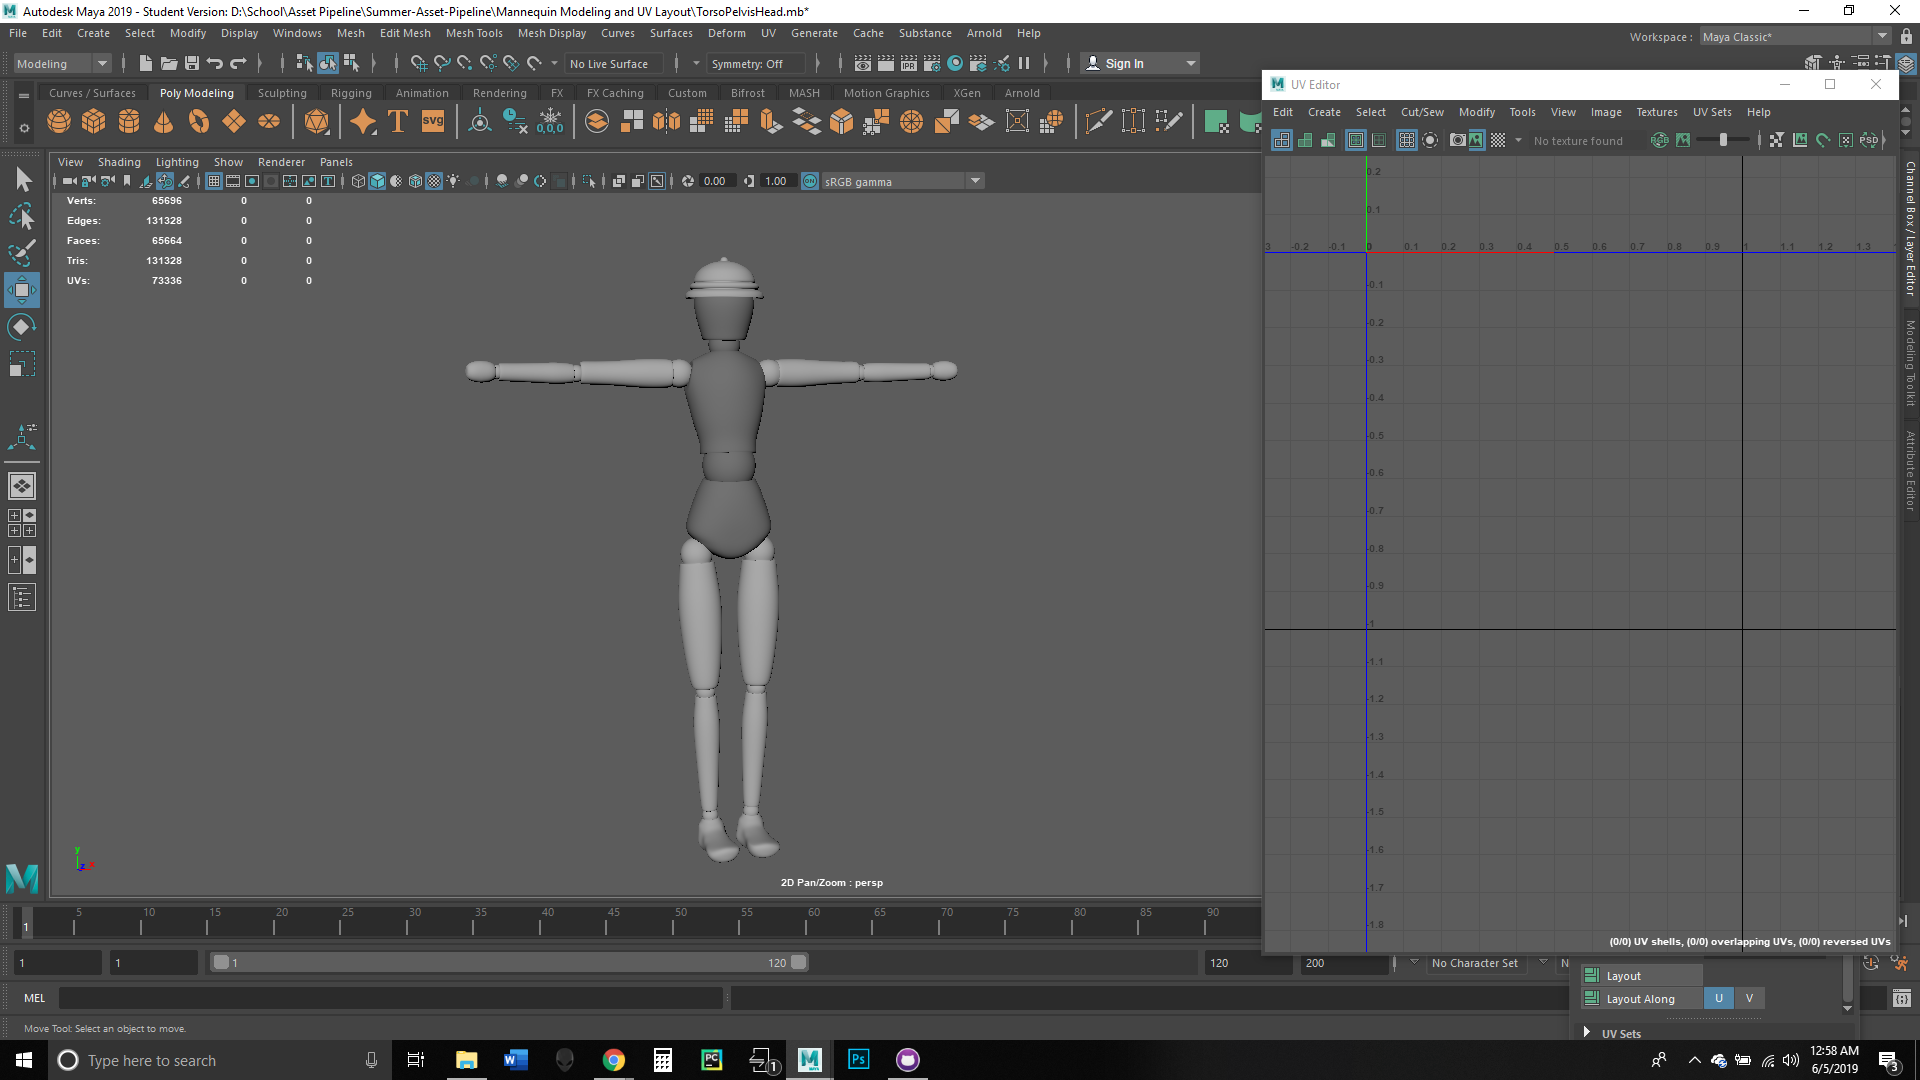 Autodesk Maya 2019 - Student Version: D:\School\Asset Pipeline\Summer-Asset-Pipeline\Mannequin Modeling and UV Layout\TorsoPelvisHead.mb*
File Edit Create Select Modify Display Windows Mesh Edit Mesh Mesh Tools Mesh Display Curves Surfaces Deform UV Generate Cache Substance Arnold Help
Workspace : Maya Classic*
Modeling No Live Surface Symmetry: Off Sign In
Curves / Surfaces Poly Modeling Sculpting Rigging Animation Rendering FX FX Caching Custom Bifrost MASH Motion Graphics XGen Arnold
T svg 0,0,0
View Shading Lighting Show Renderer Panels
0.00 1.00 ON sRGB gamma
Verts: 65696 0 0
Edges: 131328 0 0
Faces: 65664 0 0
Tris: 131328 0 0
UVs: 73336 0 0
y
z x
2D Pan/Zoom : persp
UV Editor
Edit Create Select Cut/Sew Modify Tools View Image Textures UV Sets Help
No texture found RGB PSD
0.2
0.1
3 -0.2 -0.1 0 0.1 0.2 0.3 0.4 0.5 0.6 0.7 0.8 0.9 1 1.1 1.2 1.3
-0.1
-0.2
-0.3
-0.4
-0.5
-0.6
-0.7
-0.8
-0.9
-1
-1.1
-1.2
-1.3
-1.4
-1.5
-1.6
-1.7
-1.8
(0/0) UV shells, (0/0) overlapping UVs, (0/0) reversed UVs
Channel Box / Layer Editor
Modeling Toolkit
Attribute Editor
1 5 10 15 20 25 30 35 40 45 50 55 60 65 70 75 80 85 90
1 1 1 120 120 200 No Character Set N
Layout
Layout Along U V
UV Sets
MEL
Move Tool: Select an object to move.
Type here to search
12:58 AM
6/5/2019
1
3